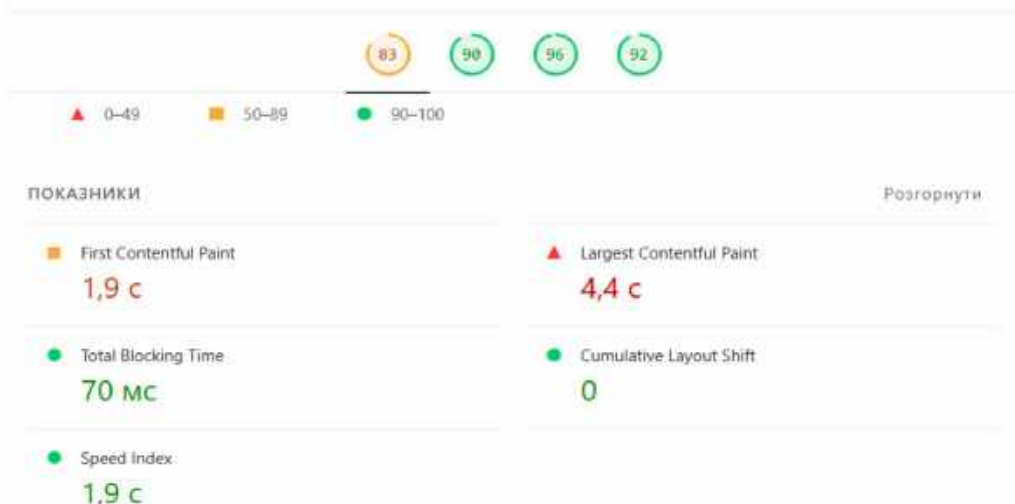 83 90 96 92
0–49 50–89 90–100
ПОКАЗНИКИ Розгорнути
First Contentful Paint
1,9 с
Largest Contentful Paint
4,4 с
Total Blocking Time
70 мс
Cumulative Layout Shift
0
Speed Index
1,9 с